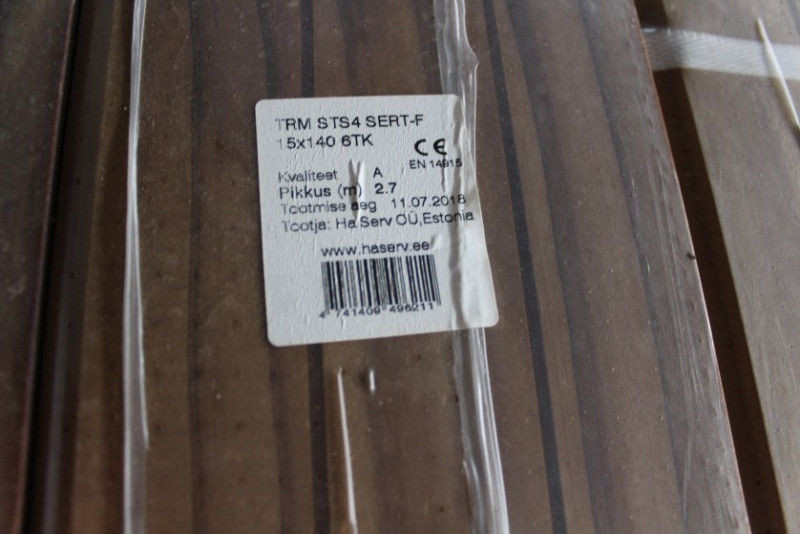 TRM STS4 SERT-F
15x140 6TK
CE
EN 14915
Kvaliteet A
Pikkus (m) 2.7
Tootmise aeg 11.07.2018
Tootja: Ha Serv OÜ,Estonia
www.haserv.ee
4 741409 496211